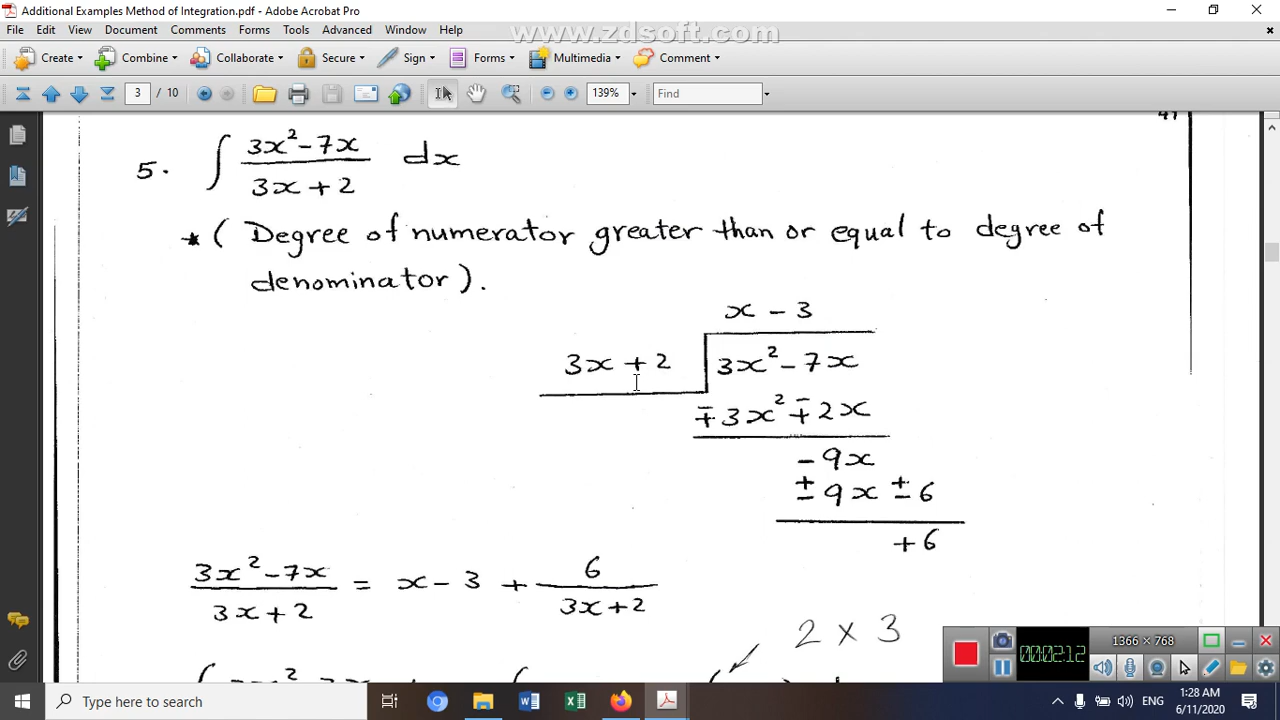 Additional Examples Method of Integration.pdf - Adobe Acrobat Pro
File Edit View Document Comments Forms Tools Advanced Window Help
www.zdsoft.com
Create Combine Collaborate Secure Sign Forms Multimedia Comment
3 / 10 139% Find
5. ∫ (3x² - 7x)/(3x + 2) dx
* ( Degree of numerator greater than or equal to degree of
denominator ).
x - 3
3x + 2 3x² - 7x
∓ 3x² ∓ 2x
- 9x
± 9x ± 6
+ 6
(3x² - 7x)/(3x + 2) = x - 3 + 6/(3x + 2)
2 x 3
1366 × 768
00:02:12
Type here to search
ENG
1:28 AM
6/11/2020